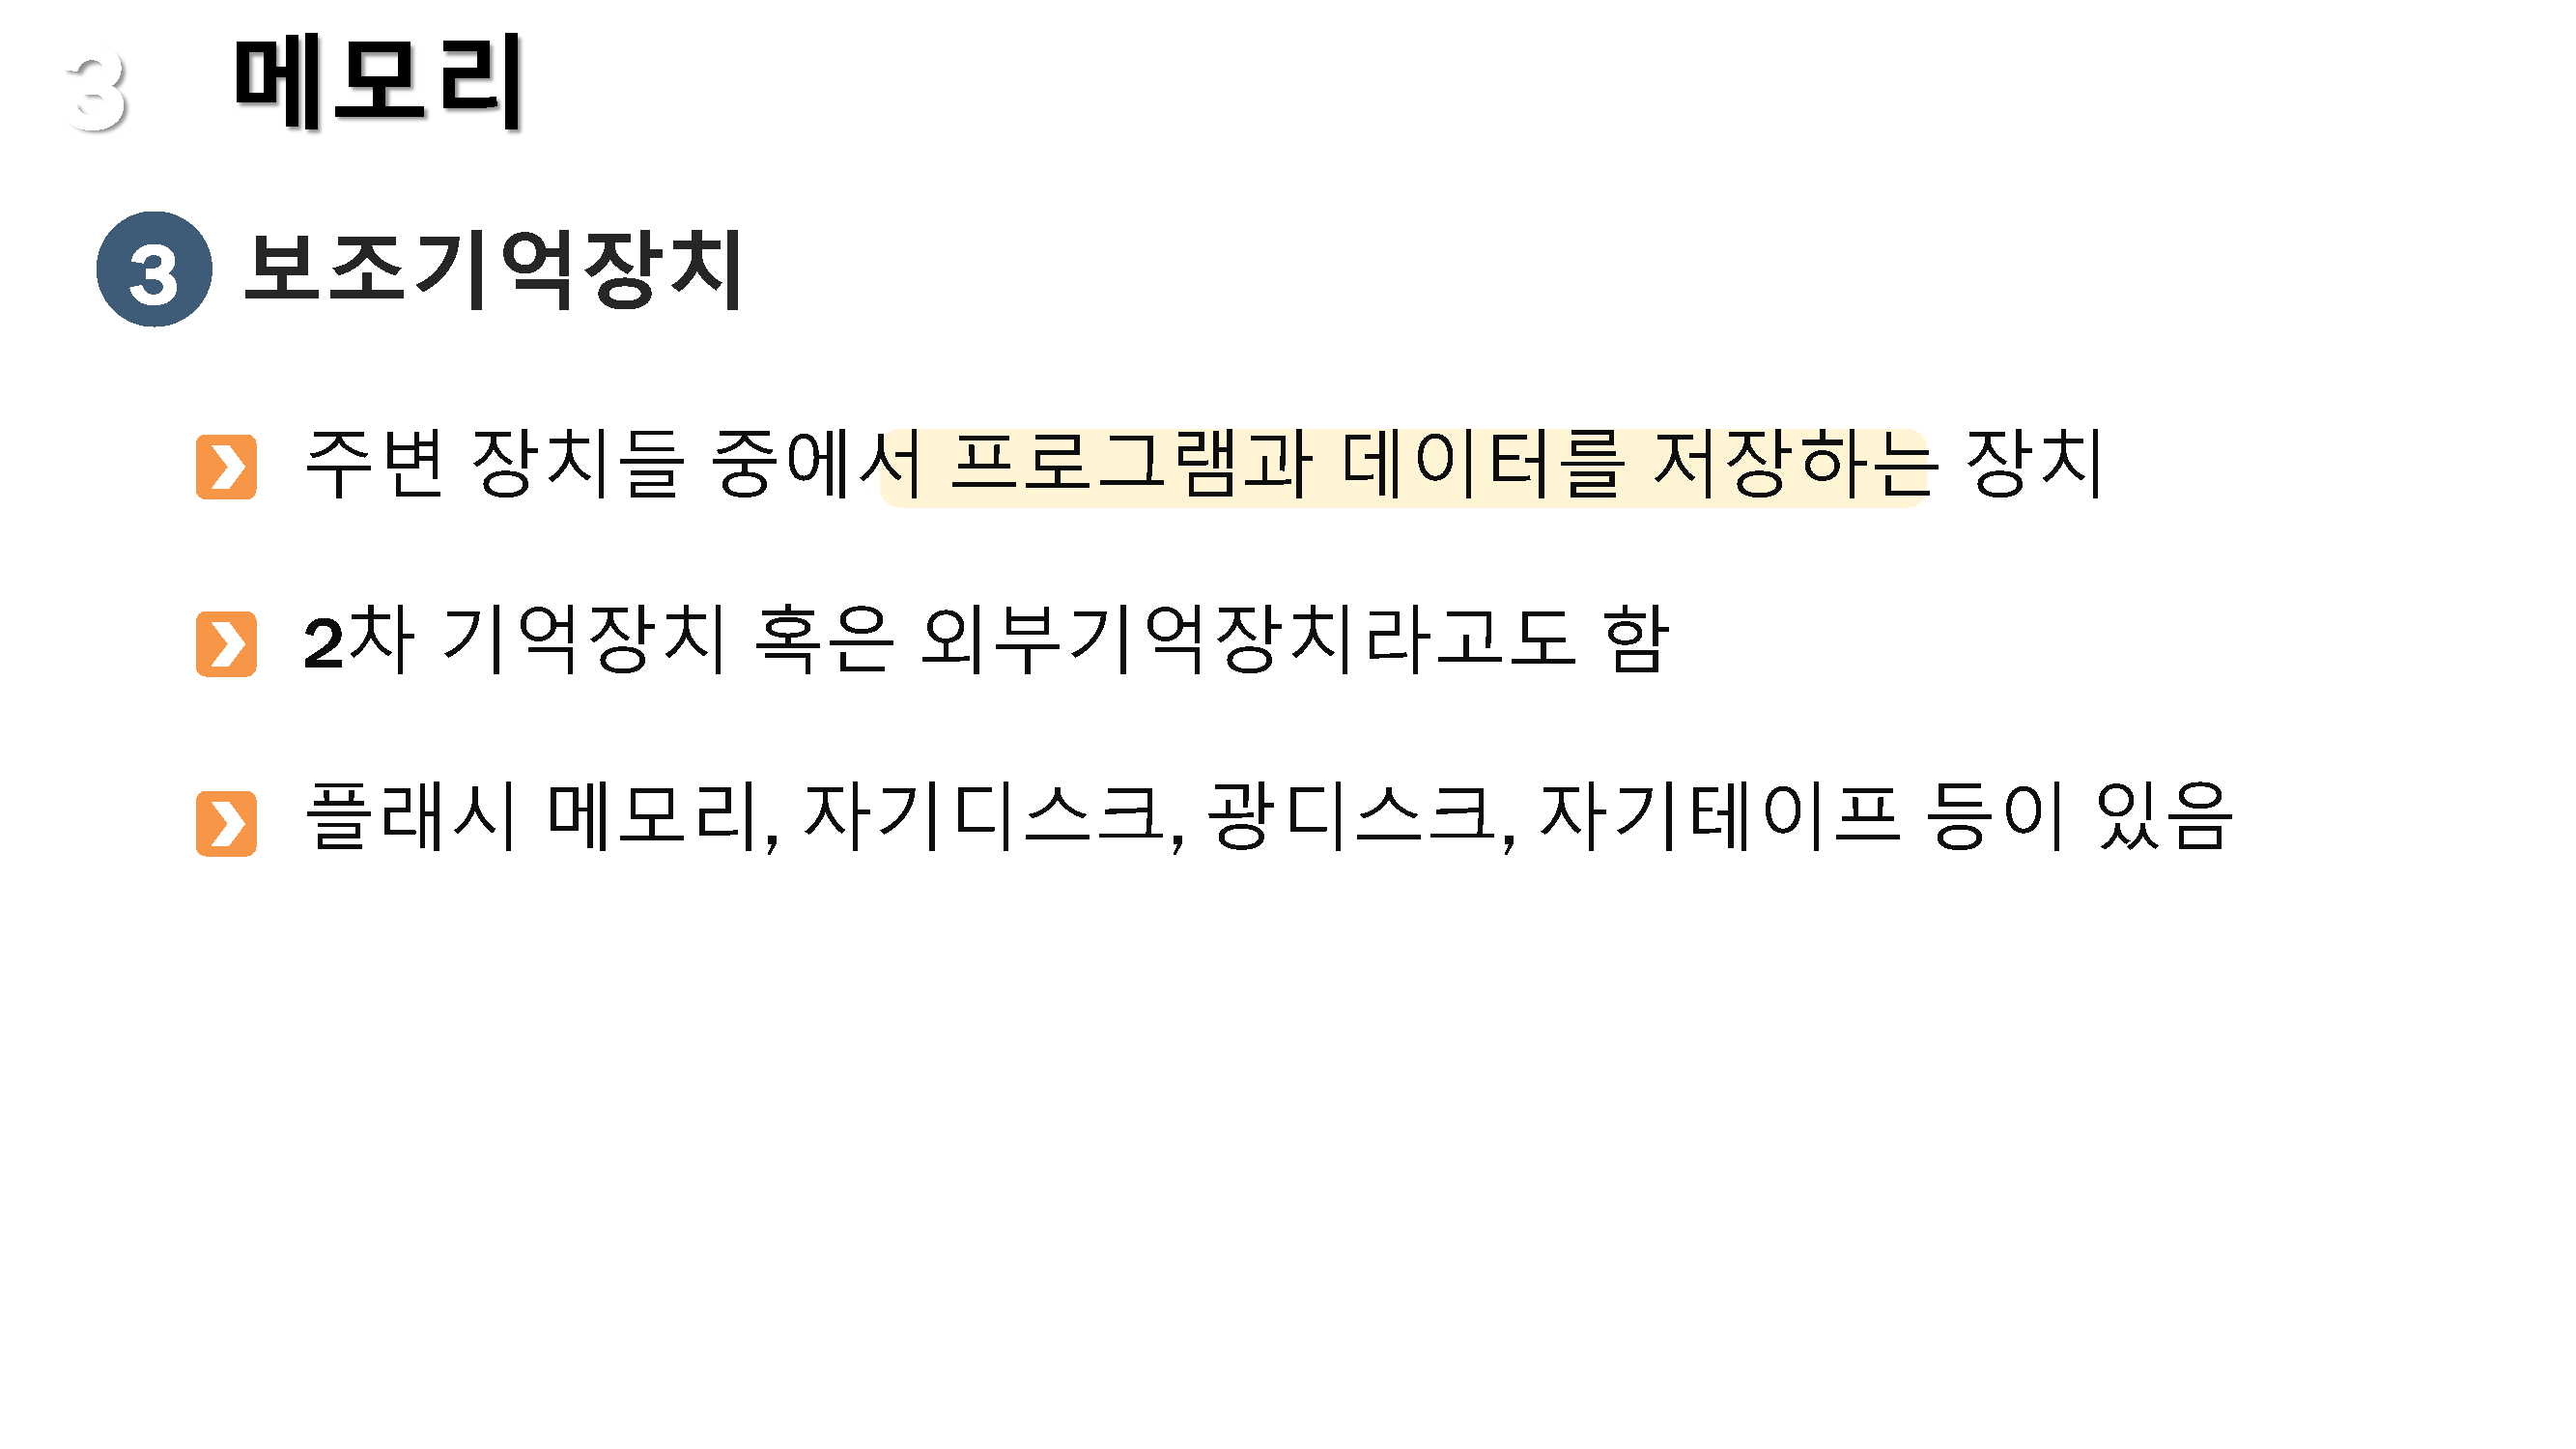 3 메모리
3 보조기억장치
주변 장치들 중에서 프로그램과 데이터를 저장하는 장치
2차 기억장치 혹은 외부기억장치라고도 함
플래시 메모리, 자기디스크, 광디스크, 자기테이프 등이 있음